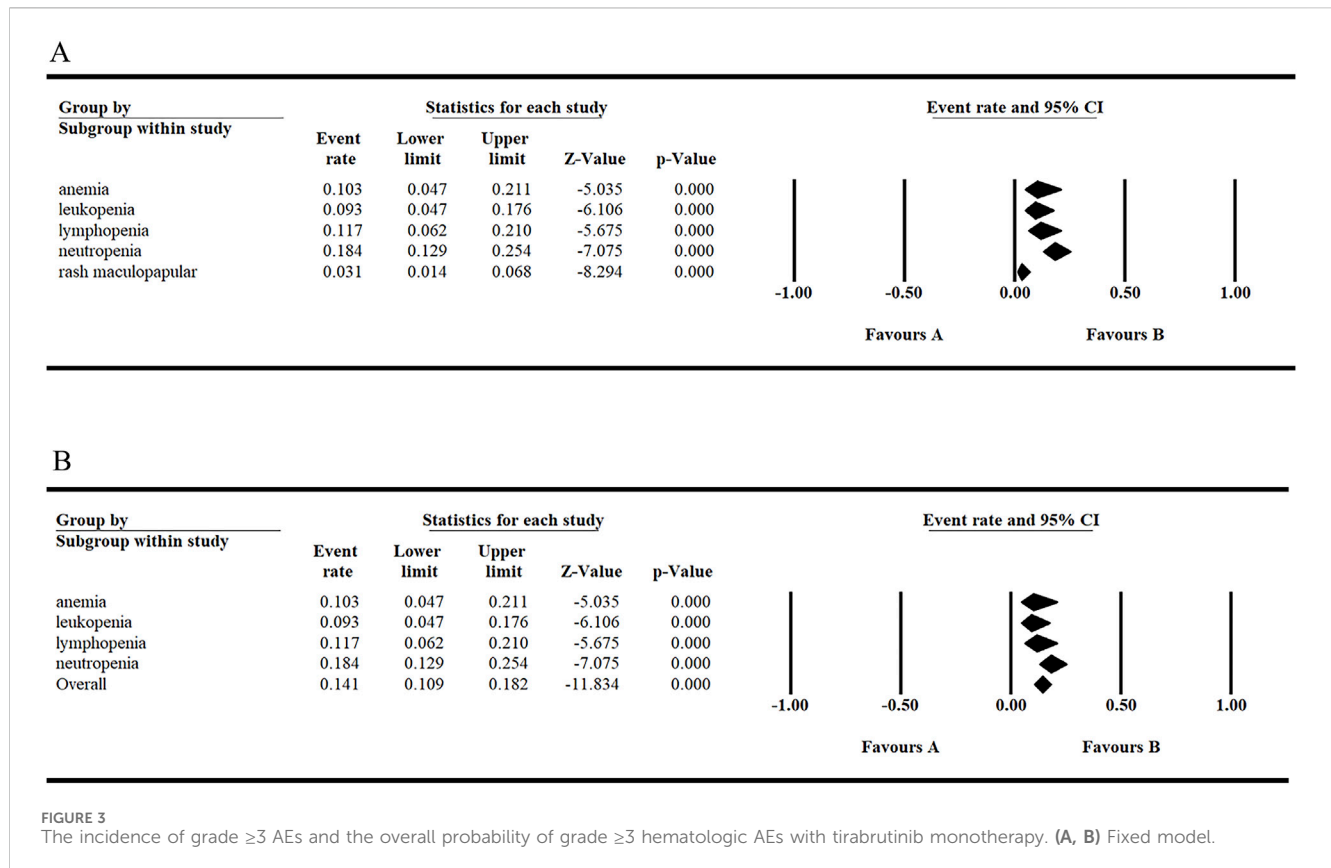 A
Group by Statistics for each study Event rate and 95% CI
Subgroup within study
Event Lower Upper
rate limit limit Z-Value p-Value
anemia 0.103 0.047 0.211 -5.035 0.000
leukopenia 0.093 0.047 0.176 -6.106 0.000
lymphopenia 0.117 0.062 0.210 -5.675 0.000
neutropenia 0.184 0.129 0.254 -7.075 0.000
rash maculopapular 0.031 0.014 0.068 -8.294 0.000
-1.00 -0.50 0.00 0.50 1.00
Favours A Favours B
B
Group by Statistics for each study Event rate and 95% CI
Subgroup within study
Event Lower Upper
rate limit limit Z-Value p-Value
anemia 0.103 0.047 0.211 -5.035 0.000
leukopenia 0.093 0.047 0.176 -6.106 0.000
lymphopenia 0.117 0.062 0.210 -5.675 0.000
neutropenia 0.184 0.129 0.254 -7.075 0.000
Overall 0.141 0.109 0.182 -11.834 0.000
-1.00 -0.50 0.00 0.50 1.00
Favours A Favours B
FIGURE 3
The incidence of grade ≥3 AEs and the overall probability of grade ≥3 hematologic AEs with tirabrutinib monotherapy. (A, B) Fixed model.